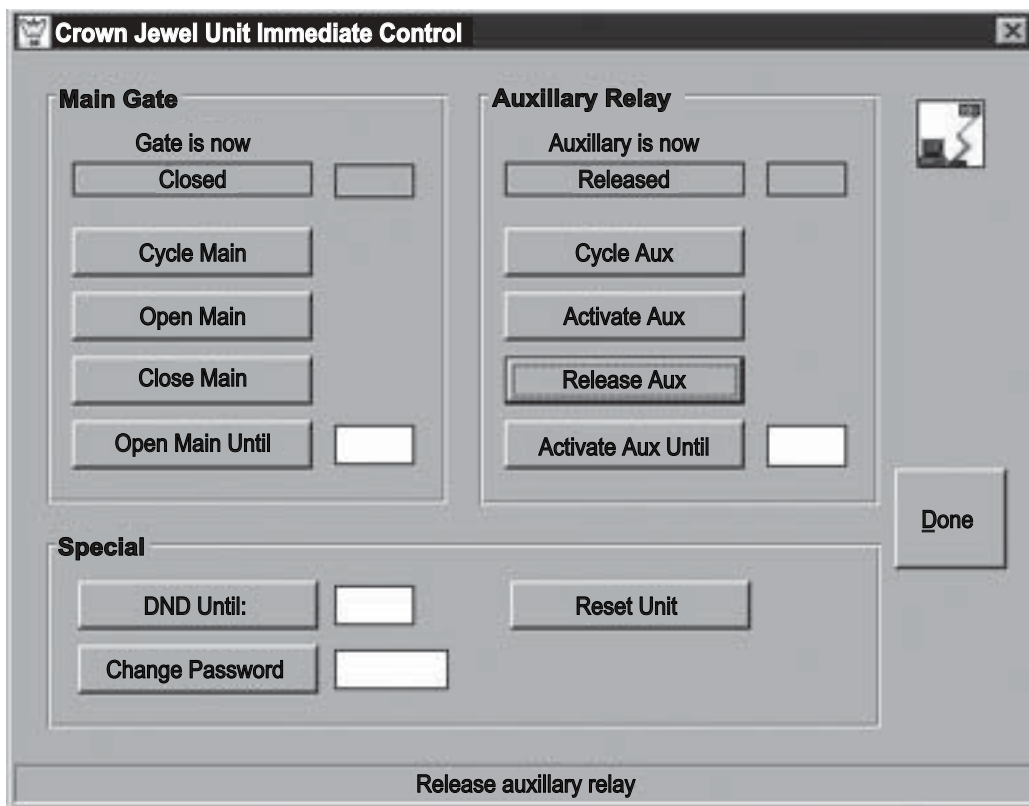 Crown Jewel Unit Immediate Control
Main Gate
Gate is now
Closed
Cycle Main
Open Main
Close Main
Open Main Until
Auxillary Relay
Auxillary is now
Released
Cycle Aux
Activate Aux
Release Aux
Activate Aux Until
Done
Special
DND Until:
Reset Unit
Change Password
Release auxillary relay